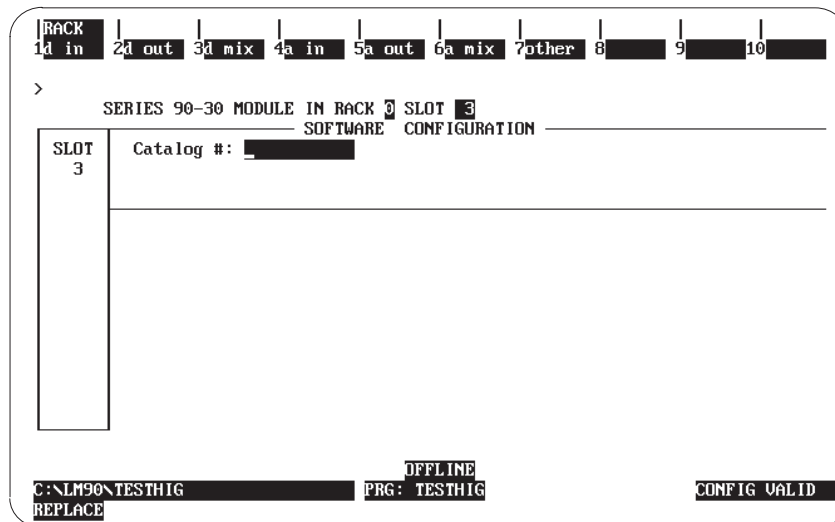 RACK
1d in 2d out 3d mix 4a in 5a out 6a mix 7other 8 9 10
>
SERIES 90-30 MODULE IN RACK 0 SLOT 3
SOFTWARE CONFIGURATION
SLOT Catalog #:
3
OFFLINE
C:\LM90\TESTHIG PRG: TESTHIG CONFIG VALID
REPLACE